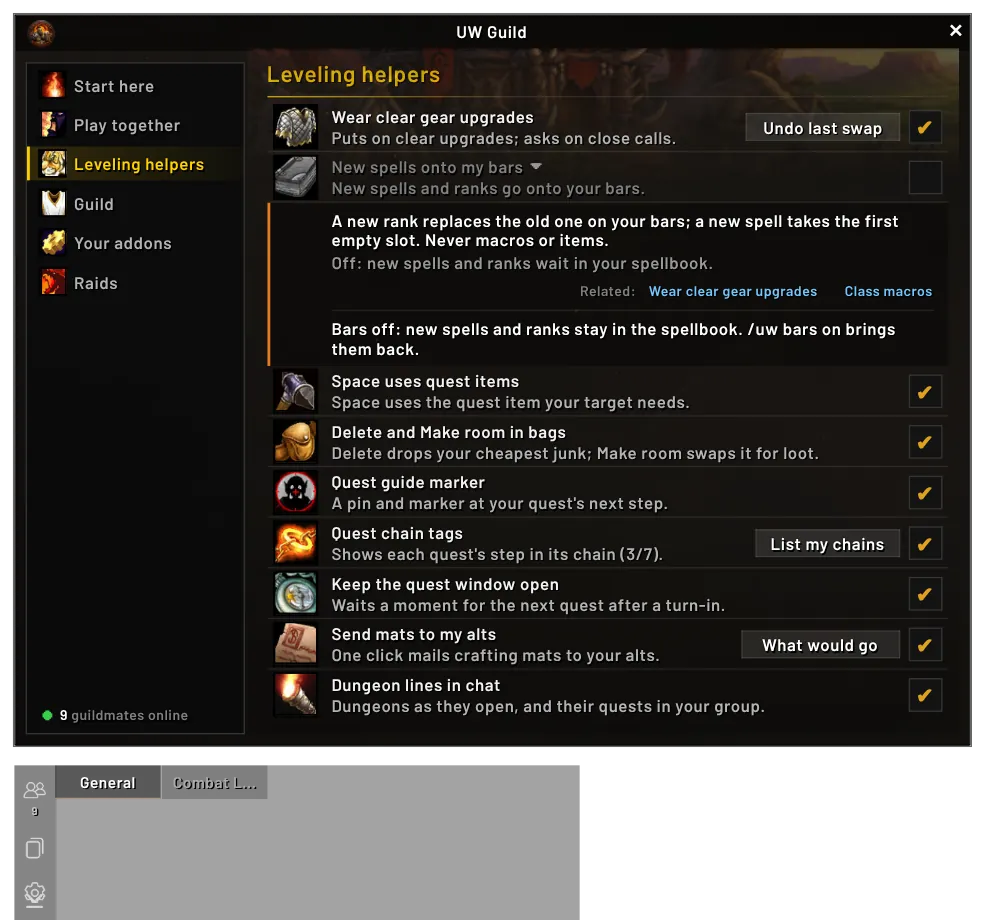 UW Guild
Start here
Play together
Leveling helpers
Guild
Your addons
Raids
9 guildmates online
Leveling helpers
Wear clear gear upgrades
Puts on clear upgrades; asks on close calls.
Undo last swap
New spells onto my bars
New spells and ranks go onto your bars.
A new rank replaces the old one on your bars; a new spell takes the first
empty slot. Never macros or items.
Off: new spells and ranks wait in your spellbook.
Related: Wear clear gear upgrades Class macros
Bars off: new spells and ranks stay in the spellbook. /uw bars on brings
them back.
Space uses quest items
Space uses the quest item your target needs.
Delete and Make room in bags
Delete drops your cheapest junk; Make room swaps it for loot.
Quest guide marker
A pin and marker at your quest's next step.
Quest chain tags
Shows each quest's step in its chain (3/7).
List my chains
Keep the quest window open
Waits a moment for the next quest after a turn-in.
Send mats to my alts
One click mails crafting mats to your alts.
What would go
Dungeon lines in chat
Dungeons as they open, and their quests in your group.
General
Combat L...
9